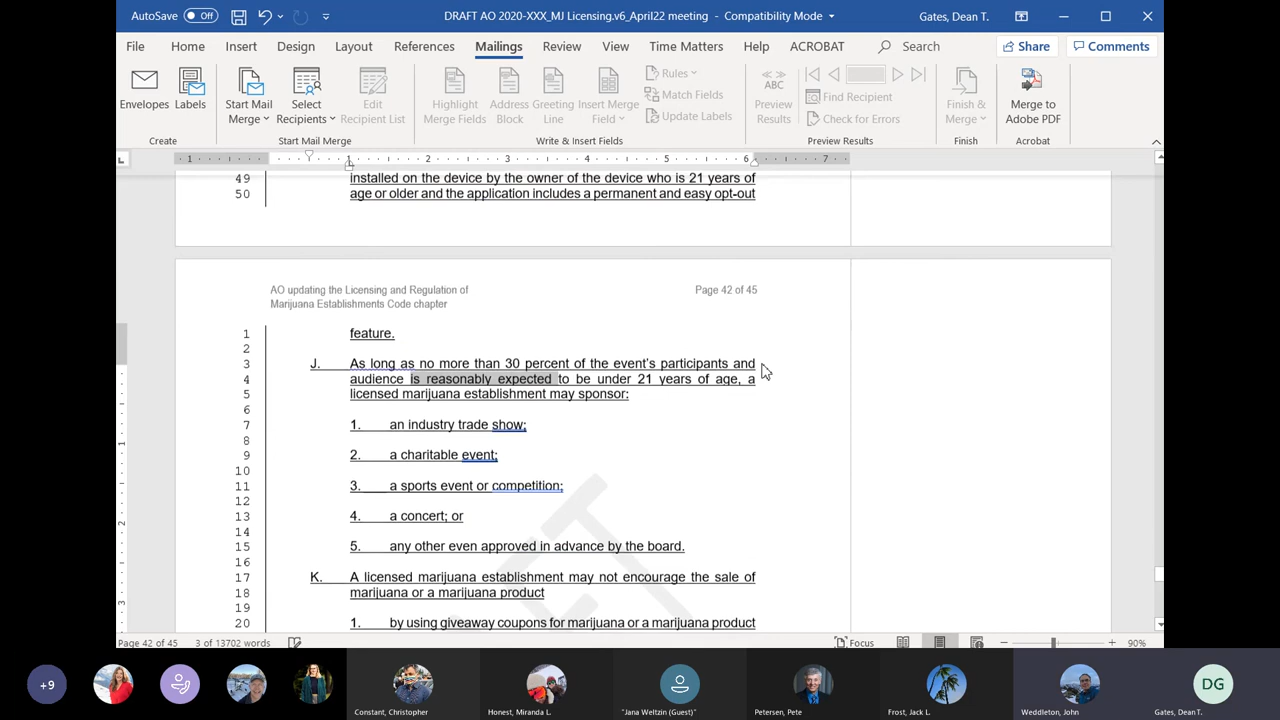 AutoSave Off DRAFT AO 2020-XXX_MJ Licensing.v6_April22 meeting - Compatibility Mode Gates, Dean T.
File Home Insert Design Layout References Mailings Review View Time Matters Help ACROBAT Search Share Comments
Envelopes Labels Start Mail Merge Select Recipients Edit Recipient List Highlight Merge Fields Address Block Greeting Line Insert Merge Field Rules Match Fields Update Labels ABC Preview Results Find Recipient Check for Errors Finish & Merge Merge to Adobe PDF
Create Start Mail Merge Write & Insert Fields Preview Results Finish Acrobat
1 1 2 3 4 5 6 7
49 installed on the device by the owner of the device who is 21 years of
50 age or older and the application includes a permanent and easy opt-out
AO updating the Licensing and Regulation of Page 42 of 45
Marijuana Establishments Code chapter
1 feature.
2
3 J. As long as no more than 30 percent of the event's participants and
4 audience is reasonably expected to be under 21 years of age, a
5 licensed marijuana establishment may sponsor:
6
7 1. an industry trade show;
8
9 2. a charitable event;
10
11 3. a sports event or competition;
12
13 4. a concert; or
14
15 5. any other even approved in advance by the board.
16
17 K. A licensed marijuana establishment may not encourage the sale of
18 marijuana or a marijuana product
19
20 1. by using giveaway coupons for marijuana or a marijuana product
Page 42 of 45 3 of 13702 words Focus 90%
+9 DG
Constant, Christopher Honest, Miranda L. "Jana Weltzin (Guest)" Petersen, Pete Frost, Jack L. Weddleton, John Gates, Dean T.